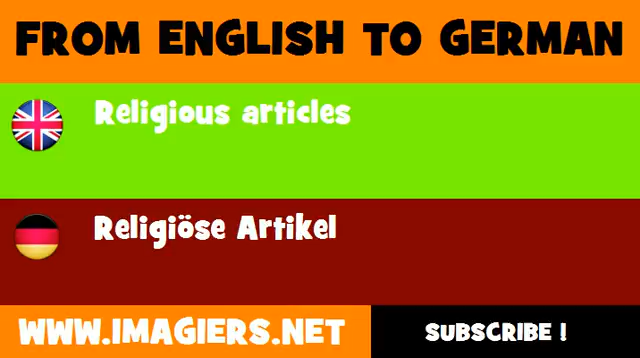 FROM ENGLISH TO GERMAN
Religious articles
Religiöse Artikel
WWW.IMAGIERS.NET
SUBSCRIBE !